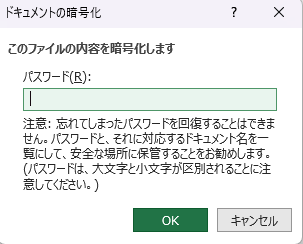 ドキュメントの暗号化
? ×
このファイルの内容を暗号化します
パスワード(R):
注意: 忘れてしまったパスワードを回復することはできま
せん。パスワードと、それに対応するドキュメント名を一
覧にして、安全な場所に保管することをお勧めします。
(パスワードは、大文字と小文字が区別されることに注
意してください。)
OK キャンセル